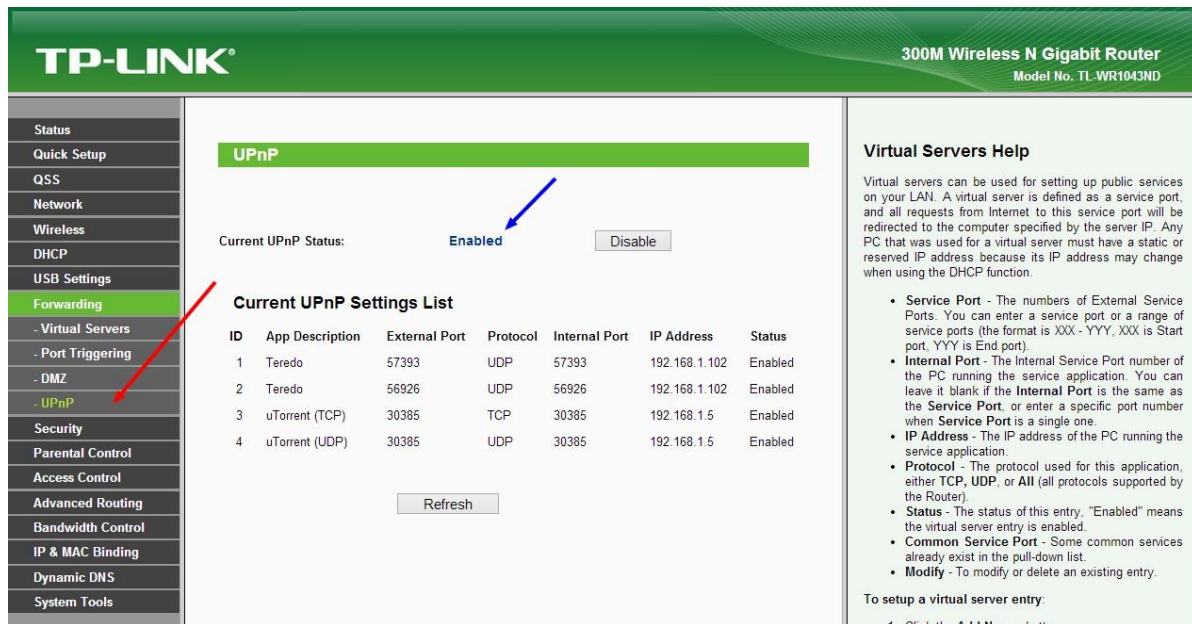 TP-LINK®
300M Wireless N Gigabit Router
Model No. TL-WR1043ND
Status
Quick Setup
QSS
Network
Wireless
DHCP
USB Settings
Forwarding
- Virtual Servers
- Port Triggering
- DMZ
- UPnP
Security
Parental Control
Access Control
Advanced Routing
Bandwidth Control
IP & MAC Binding
Dynamic DNS
System Tools
UPnP
Current UPnP Status: Enabled Disable
Current UPnP Settings List
ID App Description External Port Protocol Internal Port IP Address Status
1 Teredo 57393 UDP 57393 192.168.1.102 Enabled
2 Teredo 56926 UDP 56926 192.168.1.102 Enabled
3 uTorrent (TCP) 30385 TCP 30385 192.168.1.5 Enabled
4 uTorrent (UDP) 30385 UDP 30385 192.168.1.5 Enabled
Refresh
Virtual Servers Help
Virtual servers can be used for setting up public services
on your LAN. A virtual server is defined as a service port,
and all requests from Internet to this service port will be
redirected to the computer specified by the server IP. Any
PC that was used for a virtual server must have a static or
reserved IP address because its IP address may change
when using the DHCP function.
• Service Port - The numbers of External Service
Ports. You can enter a service port or a range of
service ports (the format is XXX - YYY, XXX is Start
port, YYY is End port).
• Internal Port - The Internal Service Port number of
the PC running the service application. You can
leave it blank if the Internal Port is the same as
the Service Port, or enter a specific port number
when Service Port is a single one.
• IP Address - The IP address of the PC running the
service application.
• Protocol - The protocol used for this application,
either TCP, UDP, or All (all protocols supported by
the Router).
• Status - The status of this entry, "Enabled" means
the virtual server entry is enabled.
• Common Service Port - Some common services
already exist in the pull-down list.
• Modify - To modify or delete an existing entry.
To setup a virtual server entry: